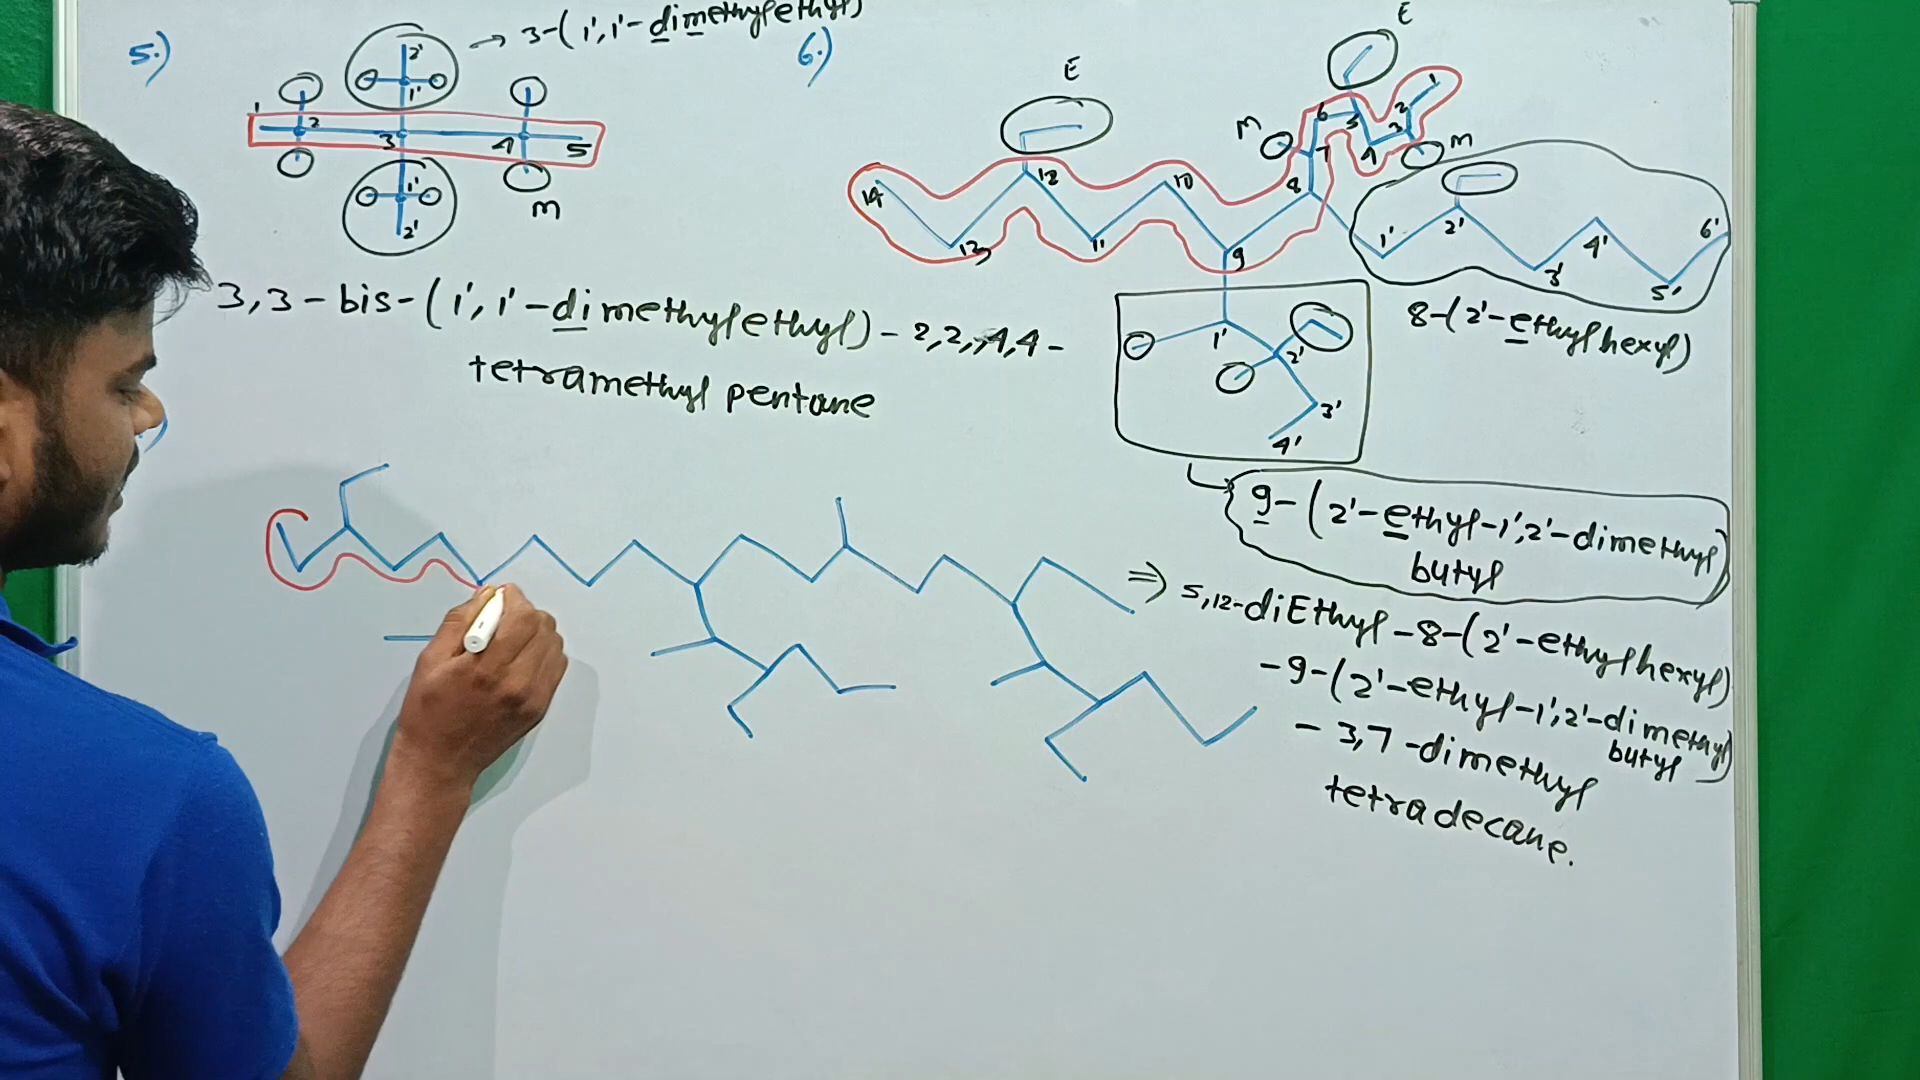 5.)
3-(1',1'-dimethylethyl)
2'
1'
1
2
3
4
5
1'
2'
M
3,3-bis-(1',1'-dimethylethyl)-2,2,4,4-
tetramethyl pentane
6.)
E
E
M
M
1
2
3
4
5
6
7
8
9
10
11
12
13
14
1'
2'
3'
4'
5'
6'
8-(2'-ethylhexyl)
1'
2'
3'
4'
9-(2'-ethyl-1',2'-dimethyl
butyl
⇒ 5,12-diEthyl-8-(2'-ethylhexyl)
-9-(2'-ethyl-1',2'-dimethyl
butyl)
-3,7-dimethyl
tetradecane.
)